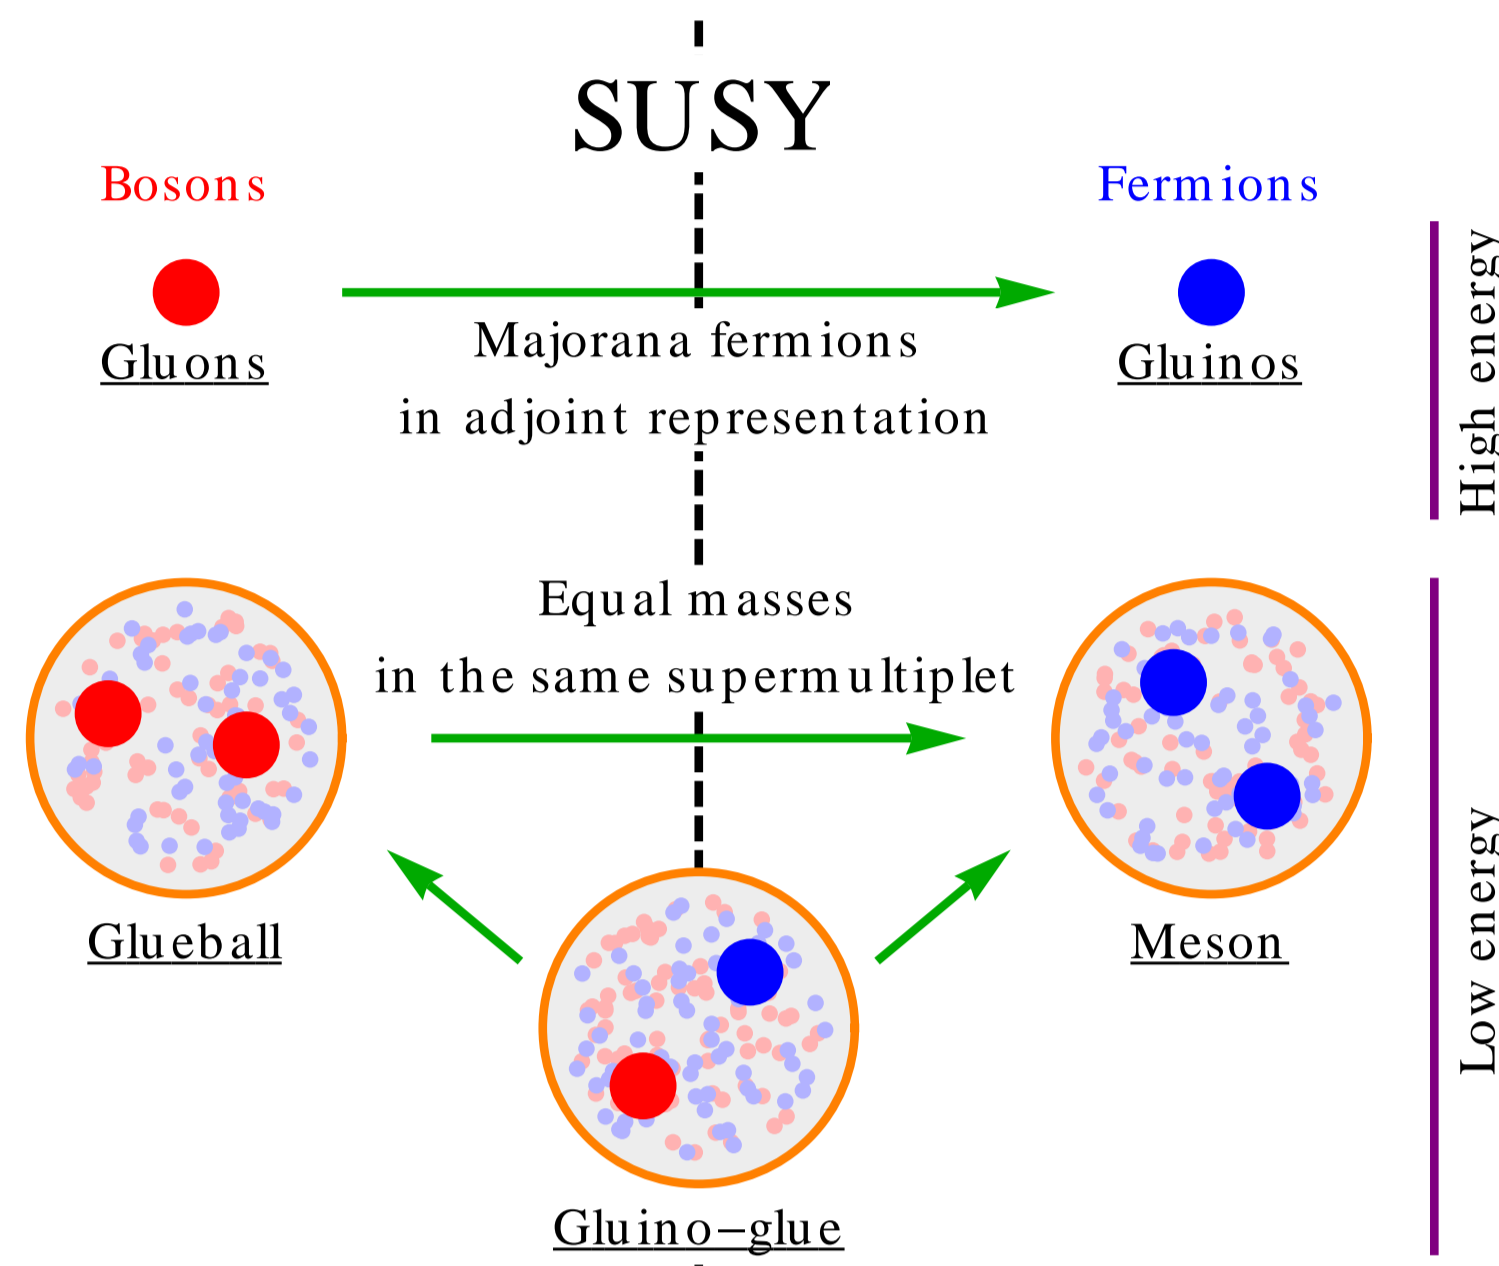 SUSY
Bosons
Fermions
Gluons
Majorana fermions
in adjoint representation
Gluinos
High energy
Equal masses
in the same supermultiplet
Glueball
Meson
Gluino–glue
Low energy